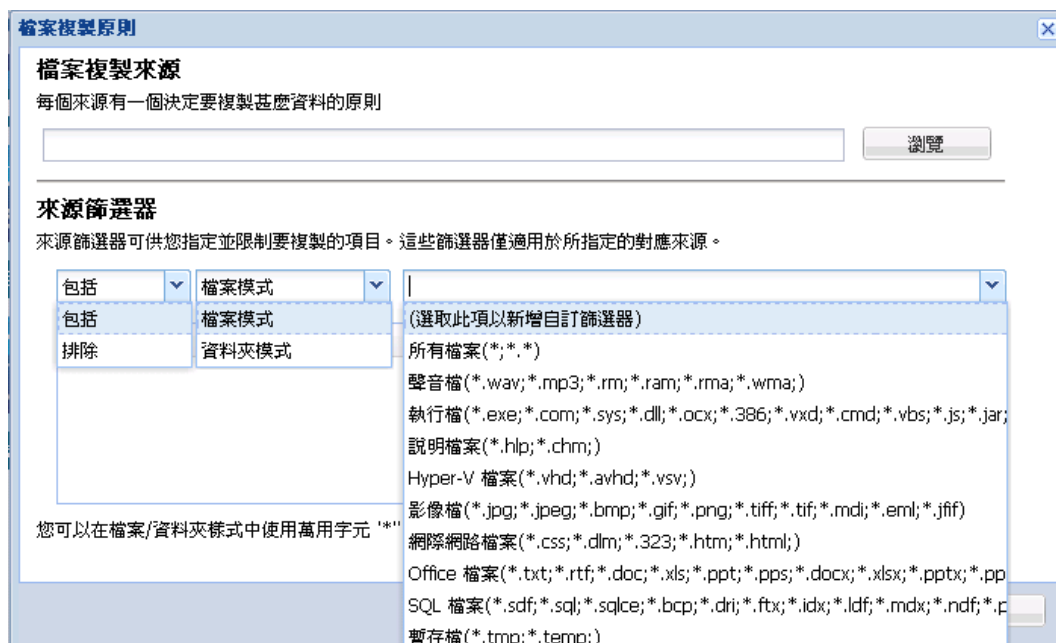 檔案複製原則
檔案複製來源
每個來源有一個決定要複製甚麼資料的原則
瀏覽
來源篩選器
來源篩選器可供您指定並限制要複製的項目。這些篩選器僅適用於所指定的對應來源。
包括 檔案模式
包括 檔案模式 (選取此項以新增自訂篩選器)
排除 資料夾模式 所有檔案(*;*.*)
聲音檔(*.wav;*.mp3;*.rm;*.ram;*.rma;*.wma;)
執行檔(*.exe;*.com;*.sys;*.dll;*.ocx;*.386;*.vxd;*.cmd;*.vbs;*.js;*.jar;
說明檔案(*.hlp;*.chm;)
Hyper-V 檔案(*.vhd;*.avhd;*.vsv;)
影像檔(*.jpg;*.jpeg;*.bmp;*.gif;*.png;*.tiff;*.tif;*.mdi;*.eml;*.jfif)
您可以在檔案/資料夾樣式中使用萬用字元 '*'
網際網路檔案(*.css;*.dlm;*.323;*.htm;*.html;)
Office 檔案(*.txt;*.rtf;*.doc;*.xls;*.ppt;*.pps;*.docx;*.xlsx;*.pptx;*.pp
SQL 檔案(*.sdf;*.sql;*.sqlce;*.bcp;*.dri;*.ftx;*.idx;*.ldf;*.mdx;*.ndf;*.p
暫存檔(*.tmp;*.temp;)